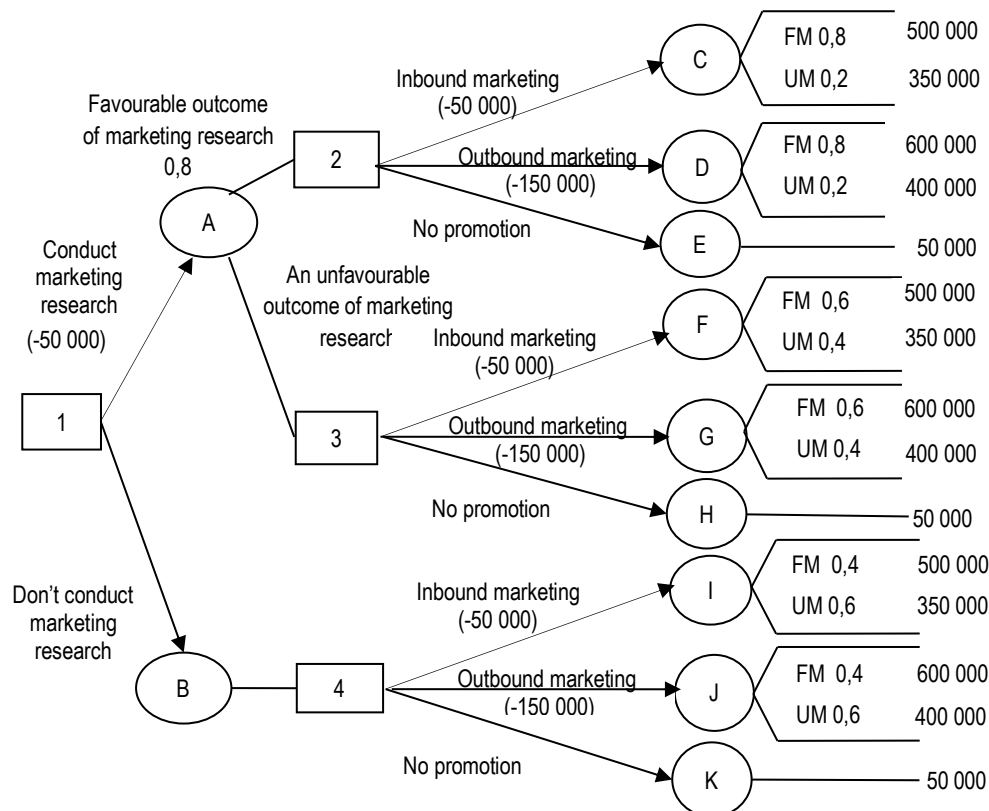 Favourable outcome
of marketing research
0,8
2
Inbound marketing
(-50 000)
C
FM 0,8
500 000
UM 0,2
350 000
Outbound marketing
(-150 000)
D
FM 0,8
600 000
UM 0,2
400 000
No promotion
E
50 000
A
Conduct
marketing
research
(-50 000)
An unfavourable
outcome of marketing
research
1
3
Inbound marketing
(-50 000)
F
FM 0,6
500 000
UM 0,4
350 000
Outbound marketing
(-150 000)
G
FM 0,6
600 000
UM 0,4
400 000
No promotion
H
50 000
Don't conduct
marketing
research
B
4
Inbound marketing
(-50 000)
I
FM 0,4
500 000
UM 0,6
350 000
Outbound marketing
(-150 000)
J
FM 0,4
600 000
UM 0,6
400 000
No promotion
K
50 000